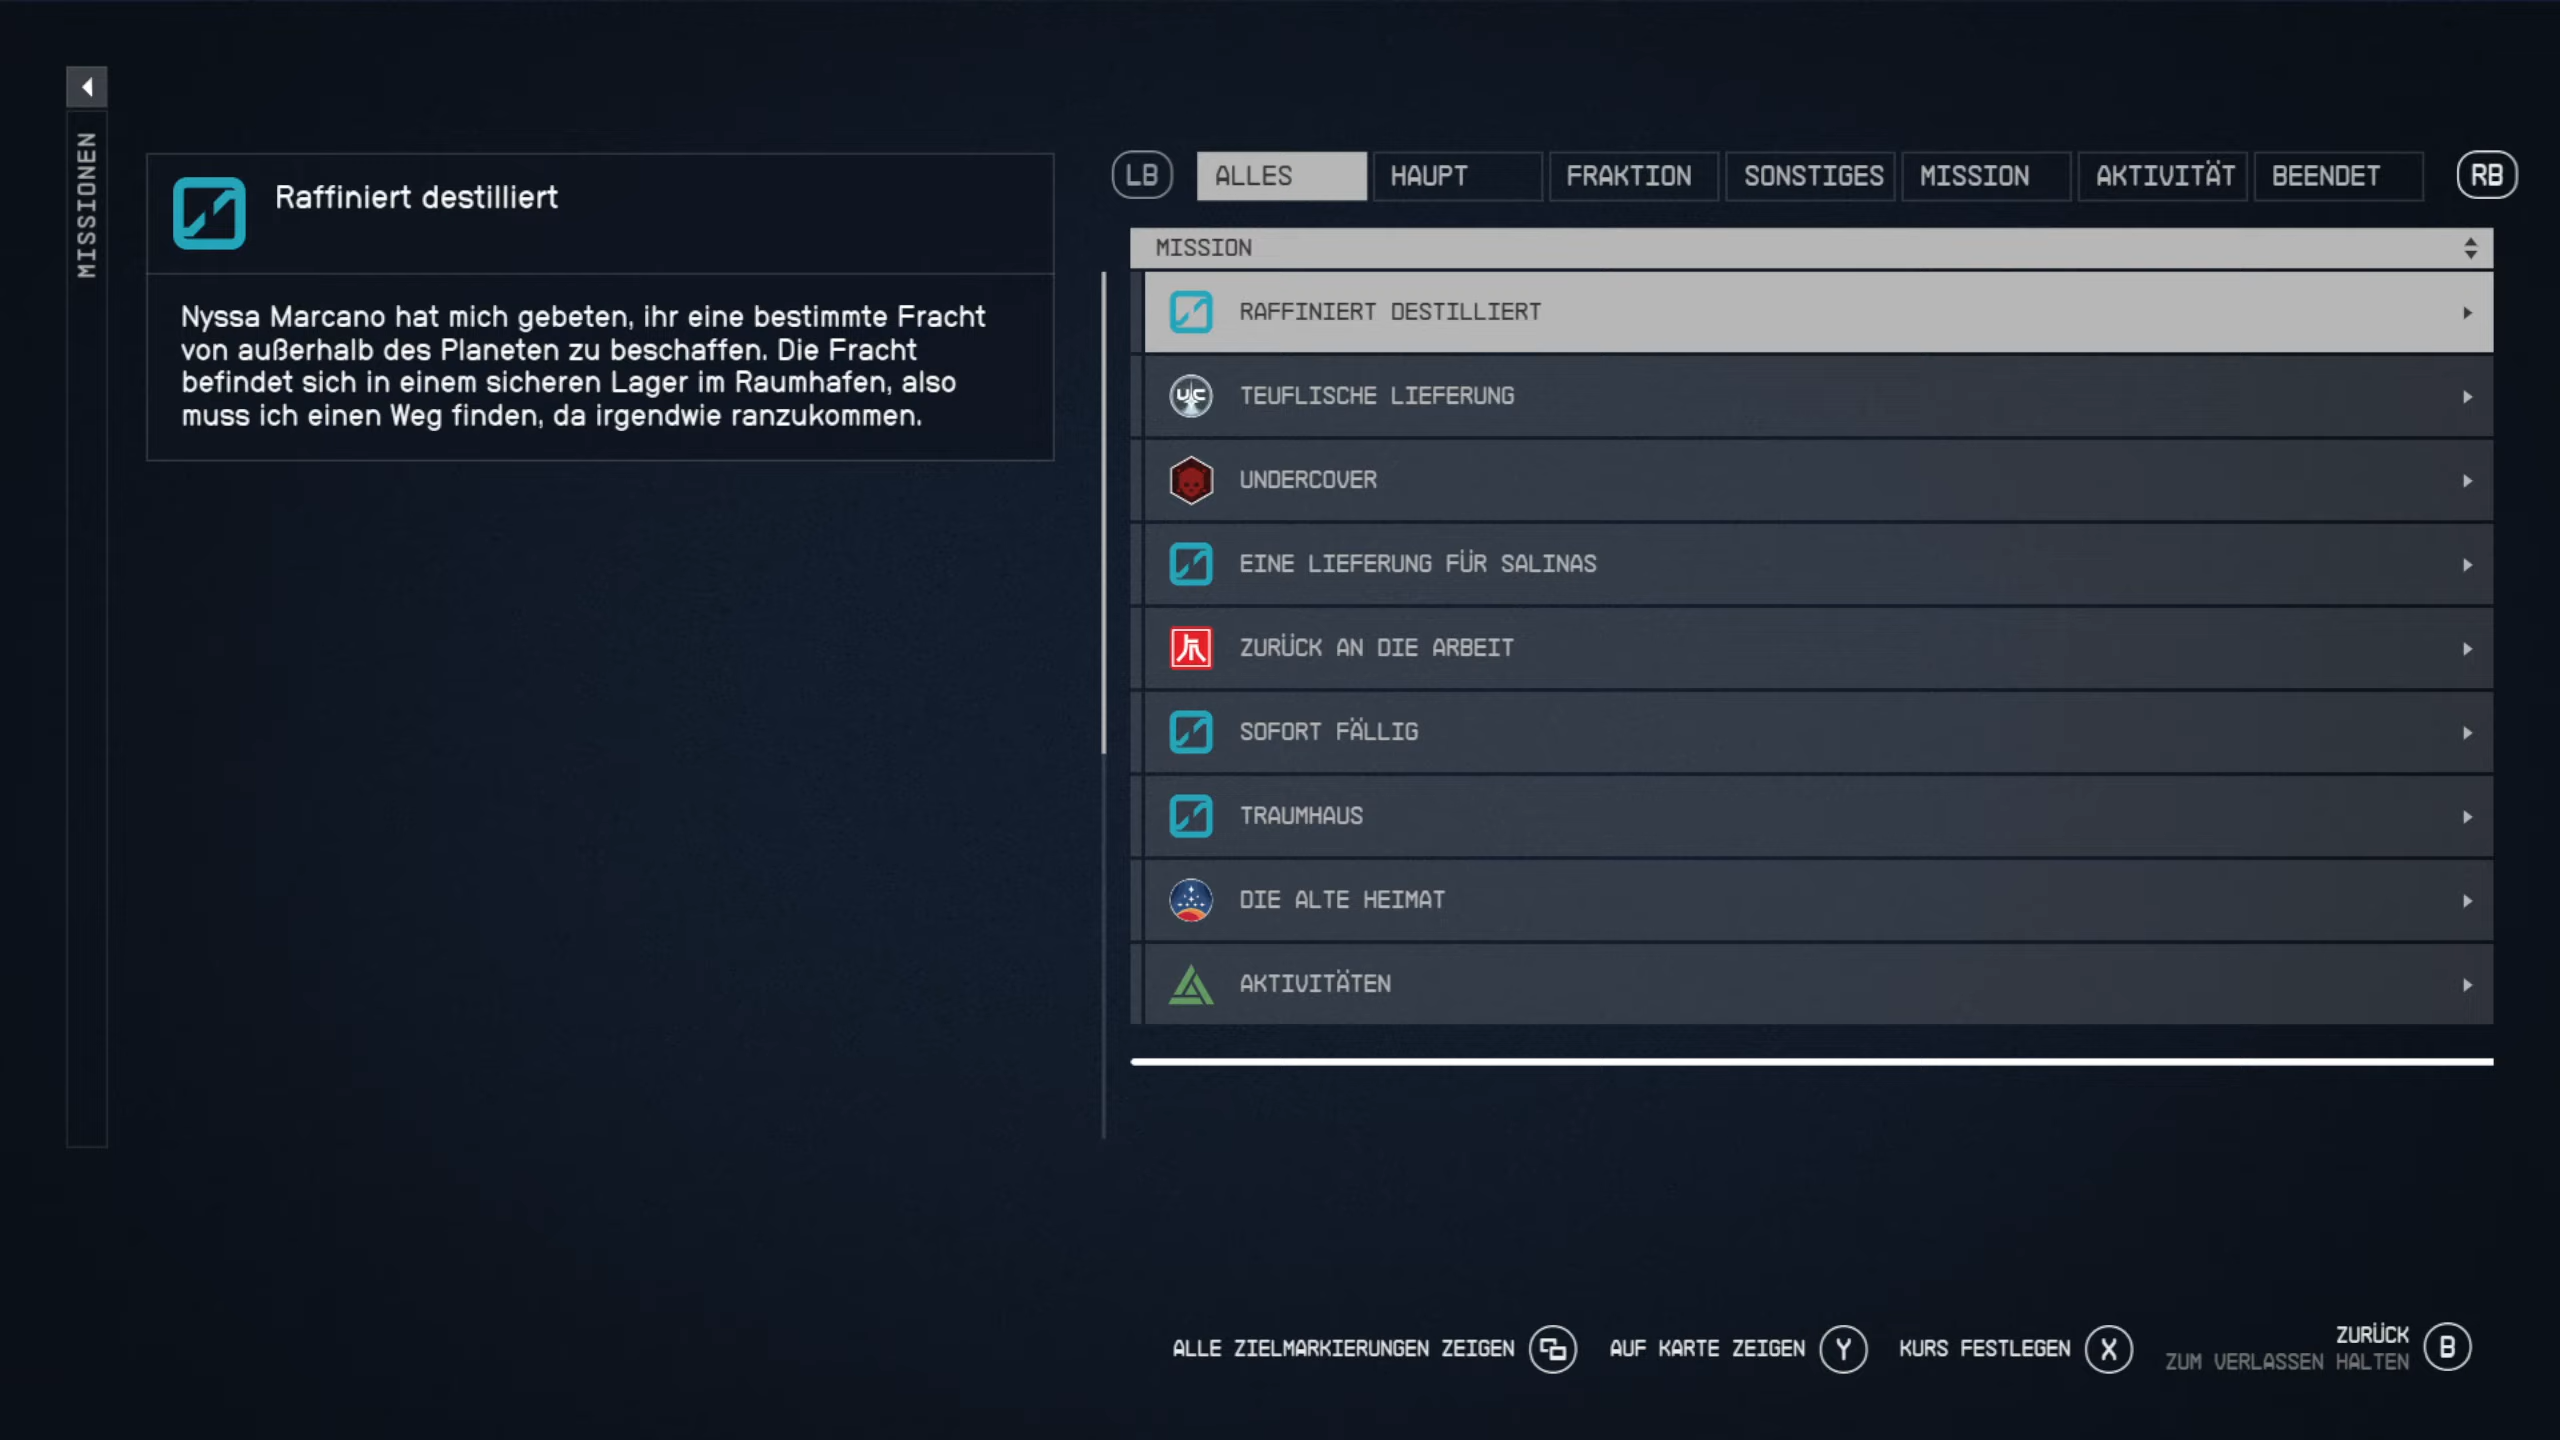 MISSIONEN
Raffiniert destilliert
Nyssa Marcano hat mich gebeten, ihr eine bestimmte Fracht
von außerhalb des Planeten zu beschaffen. Die Fracht
befindet sich in einem sicheren Lager im Raumhafen, also
muss ich einen Weg finden, da irgendwie ranzukommen.
LB ALLES HAUPT FRAKTION SONSTIGES MISSION AKTIVITÄT BEENDET RB
MISSION
RAFFINIERT DESTILLIERT
UC TEUFLISCHE LIEFERUNG
UNDERCOVER
EINE LIEFERUNG FÜR SALINAS
ZURÜCK AN DIE ARBEIT
SOFORT FÄLLIG
TRAUMHAUS
DIE ALTE HEIMAT
AKTIVITÄTEN
ALLE ZIELMARKIERUNGEN ZEIGEN AUF KARTE ZEIGEN Y KURS FESTLEGEN X ZURÜCK B
ZUM VERLASSEN HALTEN